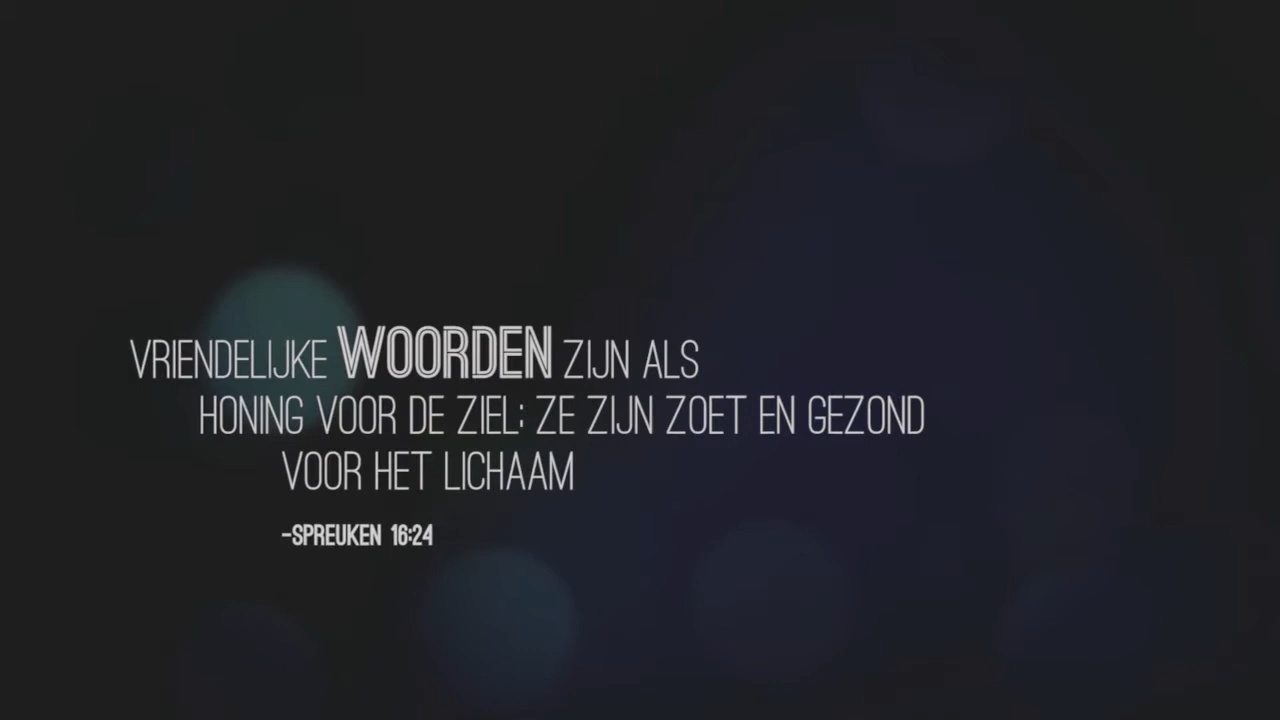 VRIENDELIJKE WOORDEN ZIJN ALS
HONING VOOR DE ZIEL; ZE ZIJN ZOET EN GEZOND
VOOR HET LICHAAM
-SPREUKEN 16:24